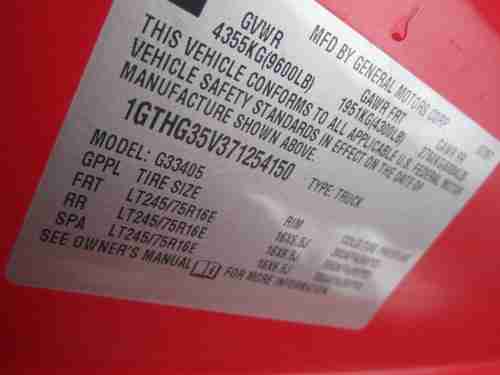 MFD BY GENERAL MOTORS CORP
GVWR GAWR FRT
4355KG(9600LB) 1951KG(4300LB)
THIS VEHICLE CONFORMS TO ALL APPLICABLE U.S. FEDERAL MOTOR
VEHICLE SAFETY STANDARDS IN EFFECT ON THE DATE OF
MANUFACTURE SHOWN ABOVE.
1GTHG35V371254150 TYPE: TRUCK
MODEL: G33405
GPPL TIRE SIZE RIM
FRT LT245/75R16E 16X6.5J
RR LT245/75R16E 16X6.5J
SPA LT245/75R16E 16X6.5J
SEE OWNER'S MANUAL FOR MORE INFORMATION